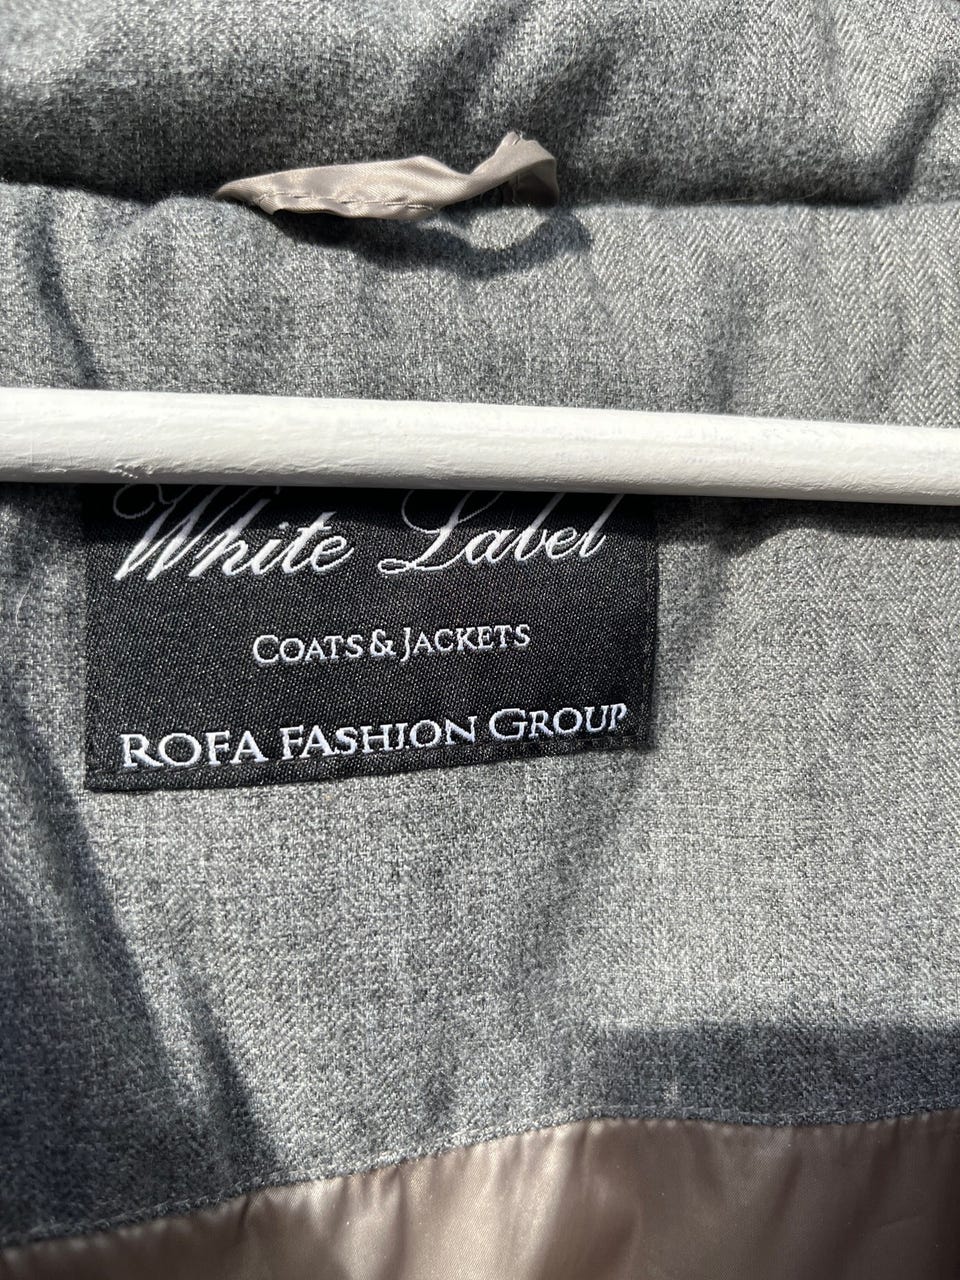 White Label
COATS & JACKETS
ROFA FASHION GROUP